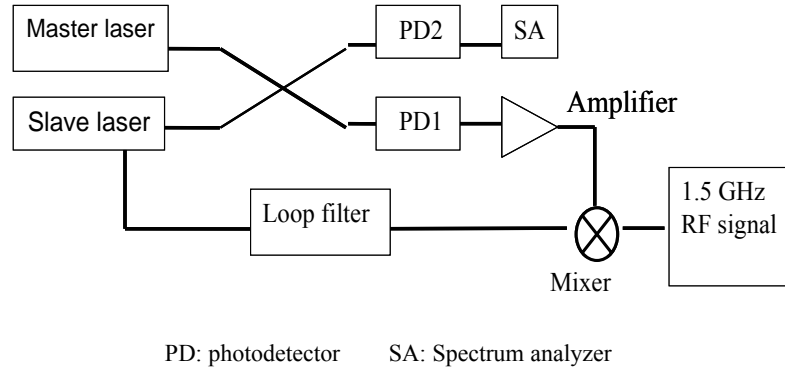 Master laser
PD2
SA
Slave laser
PD1
Amplifier
Loop filter
1.5 GHz
RF signal
Mixer
PD: photodetector SA: Spectrum analyzer